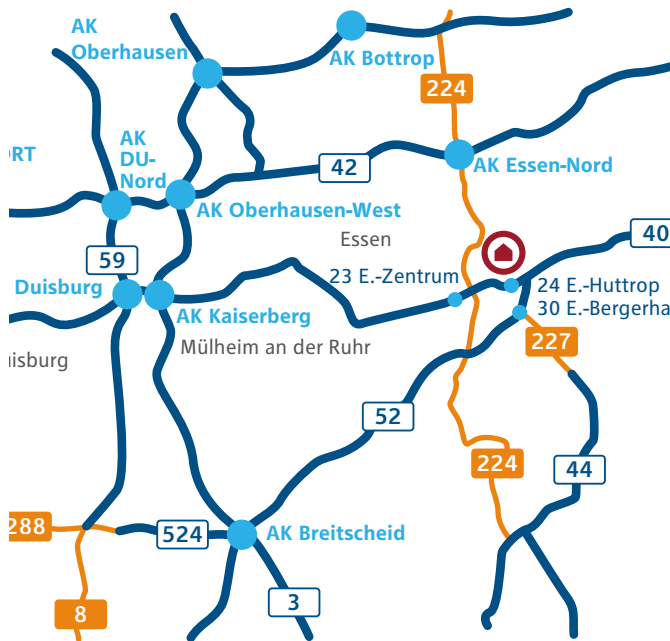 AK
Oberhausen
AK Bottrop
224
AK
DU-
Nord
42
AK Essen-Nord
AK Oberhausen-West
Essen
40
59
23 E.-Zentrum
24 E.-Huttrop
Duisburg
30 E.-Bergerha
AK Kaiserberg
Mülheim an der Ruhr
227
52
224
44
288
524
AK Breitscheid
3
8